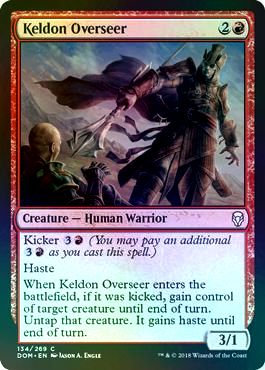 Keldon Overseer 2
Creature — Human Warrior
Kicker 3 (You may pay an additional
3 as you cast this spell.)
Haste
When Keldon Overseer enters the
battlefield, if it was kicked, gain control
of target creature until end of turn.
Untap that creature. It gains haste until
end of turn.
3/1
134/269 C
DOM • EN Jason A. Engle
™ & © 2018 Wizards of the Coast